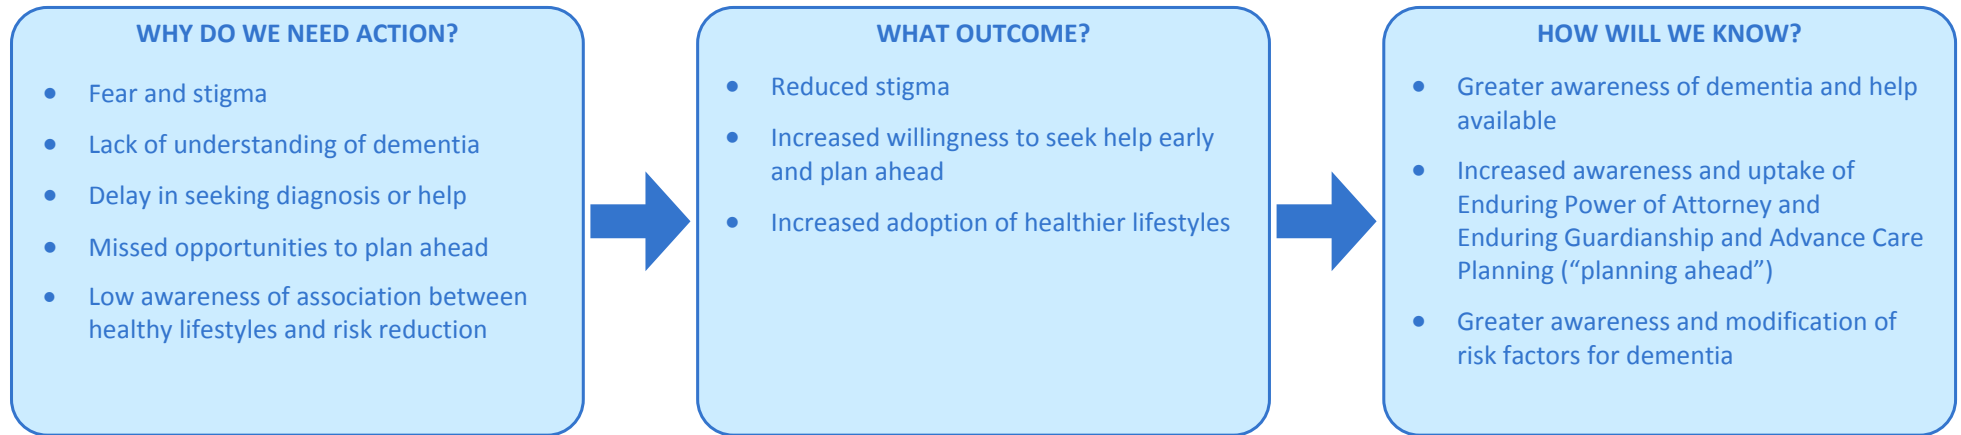 WHY DO WE NEED ACTION?
• Fear and stigma
• Lack of understanding of dementia
• Delay in seeking diagnosis or help
• Missed opportunities to plan ahead
• Low awareness of association between
healthy lifestyles and risk reduction
WHAT OUTCOME?
• Reduced stigma
• Increased willingness to seek help early
and plan ahead
• Increased adoption of healthier lifestyles
HOW WILL WE KNOW?
• Greater awareness of dementia and help
available
• Increased awareness and uptake of
Enduring Power of Attorney and
Enduring Guardianship and Advance Care
Planning (“planning ahead”)
• Greater awareness and modification of
risk factors for dementia